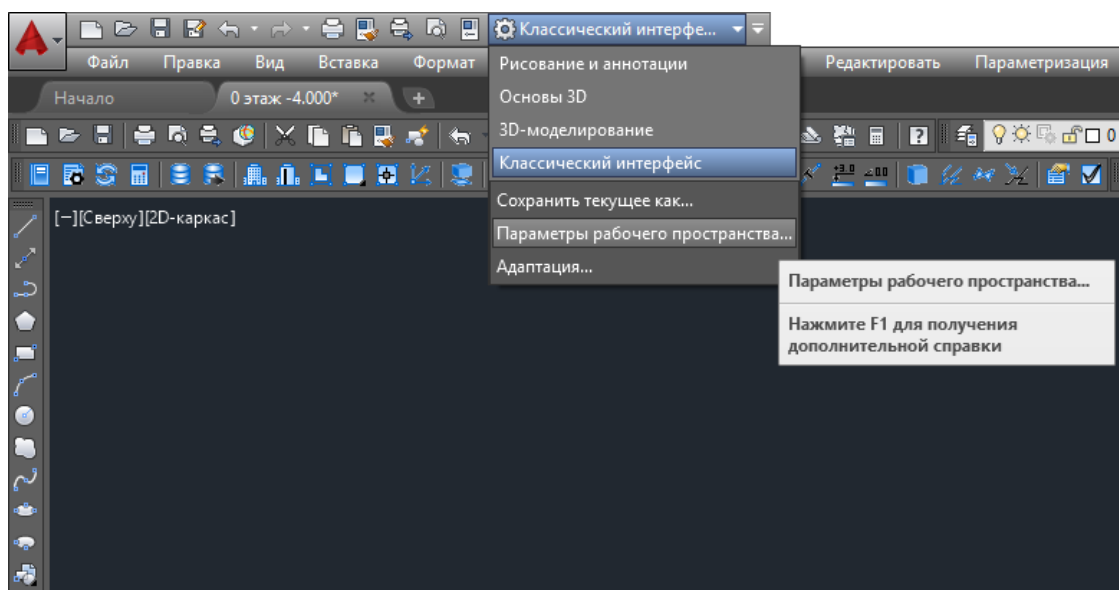 Классический интерфе...
Файл Правка Вид Вставка Формат Редактировать Параметризация
Рисование и аннотации
Начало 0 этаж -4.000*
Основы 3D
3D-моделирование
Классический интерфейс
[−][Сверху][2D-каркас]
Сохранить текущее как...
Параметры рабочего пространства...
Адаптация...
Параметры рабочего пространства...
Нажмите F1 для получения
дополнительной справки
0